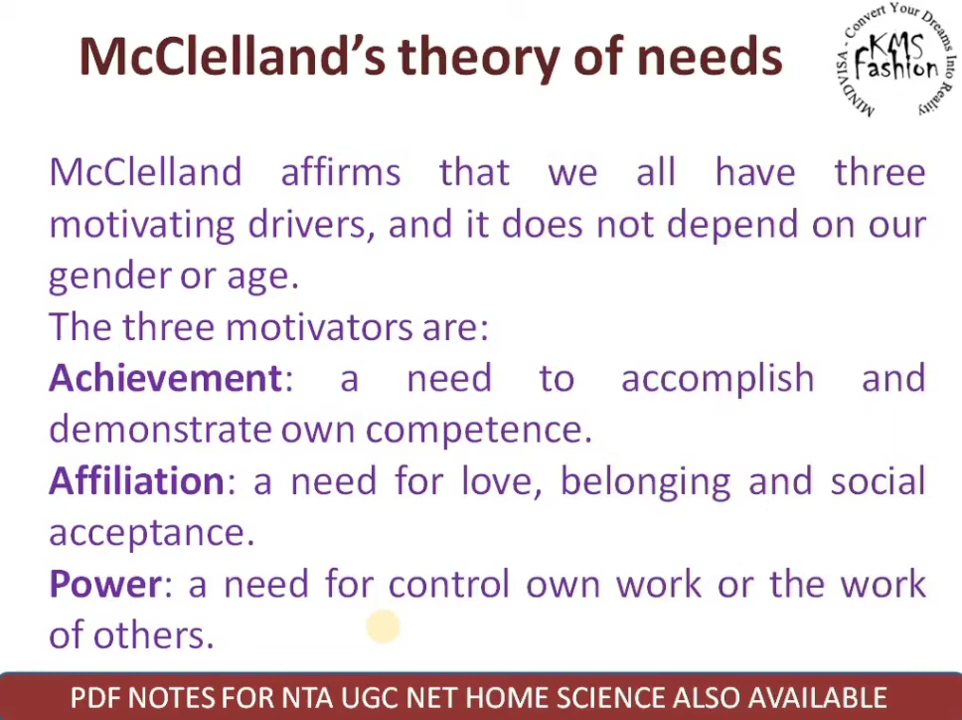 McClelland's theory of needs
MINDVISA - Convert Your Dreams Into Reality
KMS
Fashion
McClelland affirms that we all have three
motivating drivers, and it does not depend on our
gender or age.
The three motivators are:
Achievement: a need to accomplish and
demonstrate own competence.
Affiliation: a need for love, belonging and social
acceptance.
Power: a need for control own work or the work
of others.
PDF NOTES FOR NTA UGC NET HOME SCIENCE ALSO AVAILABLE